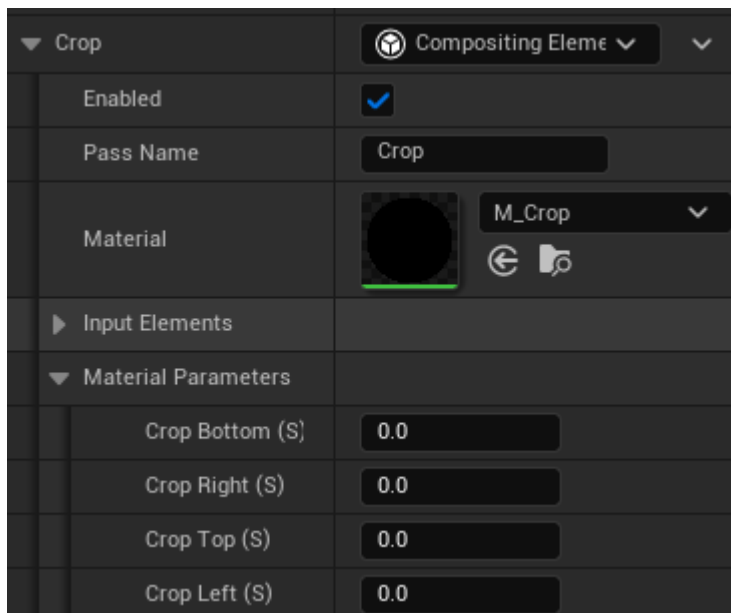 Crop
Compositing Eleme
Enabled
Pass Name
Crop
Material
M_Crop
Input Elements
Material Parameters
Crop Bottom (S)
0.0
Crop Right (S)
0.0
Crop Top (S)
0.0
Crop Left (S)
0.0